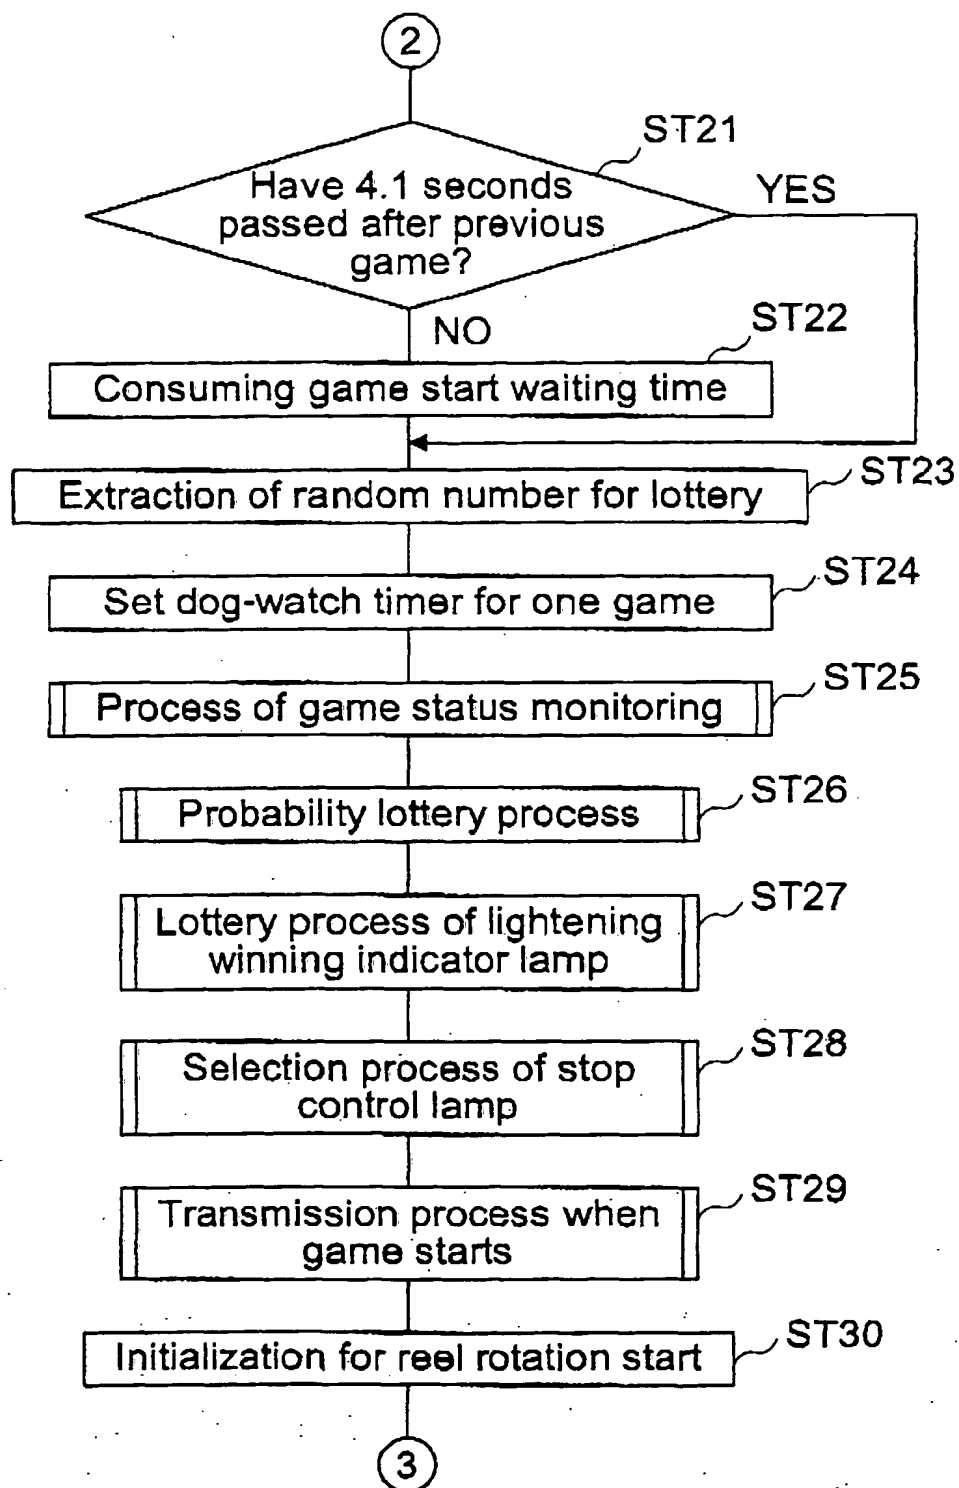 2
ST21
Have 4.1 seconds
passed after previous
game?
YES
NO
ST22
Consuming game start waiting time
ST23
Extraction of random number for lottery
ST24
Set dog-watch timer for one game
ST25
Process of game status monitoring
ST26
Probability lottery process
ST27
Lottery process of lightening
winning indicator lamp
ST28
Selection process of stop
control lamp
ST29
Transmission process when
game starts
ST30
Initialization for reel rotation start
3